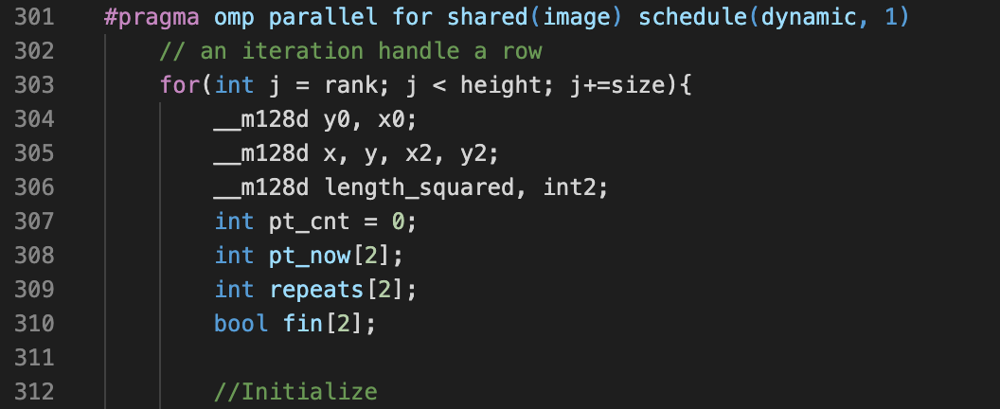 301 #pragma omp parallel for shared(image) schedule(dynamic, 1)
302 // an iteration handle a row
303 for(int j = rank; j < height; j+=size){
304 __m128d y0, x0;
305 __m128d x, y, x2, y2;
306 __m128d length_squared, int2;
307 int pt_cnt = 0;
308 int pt_now[2];
309 int repeats[2];
310 bool fin[2];
311
312 //Initialize